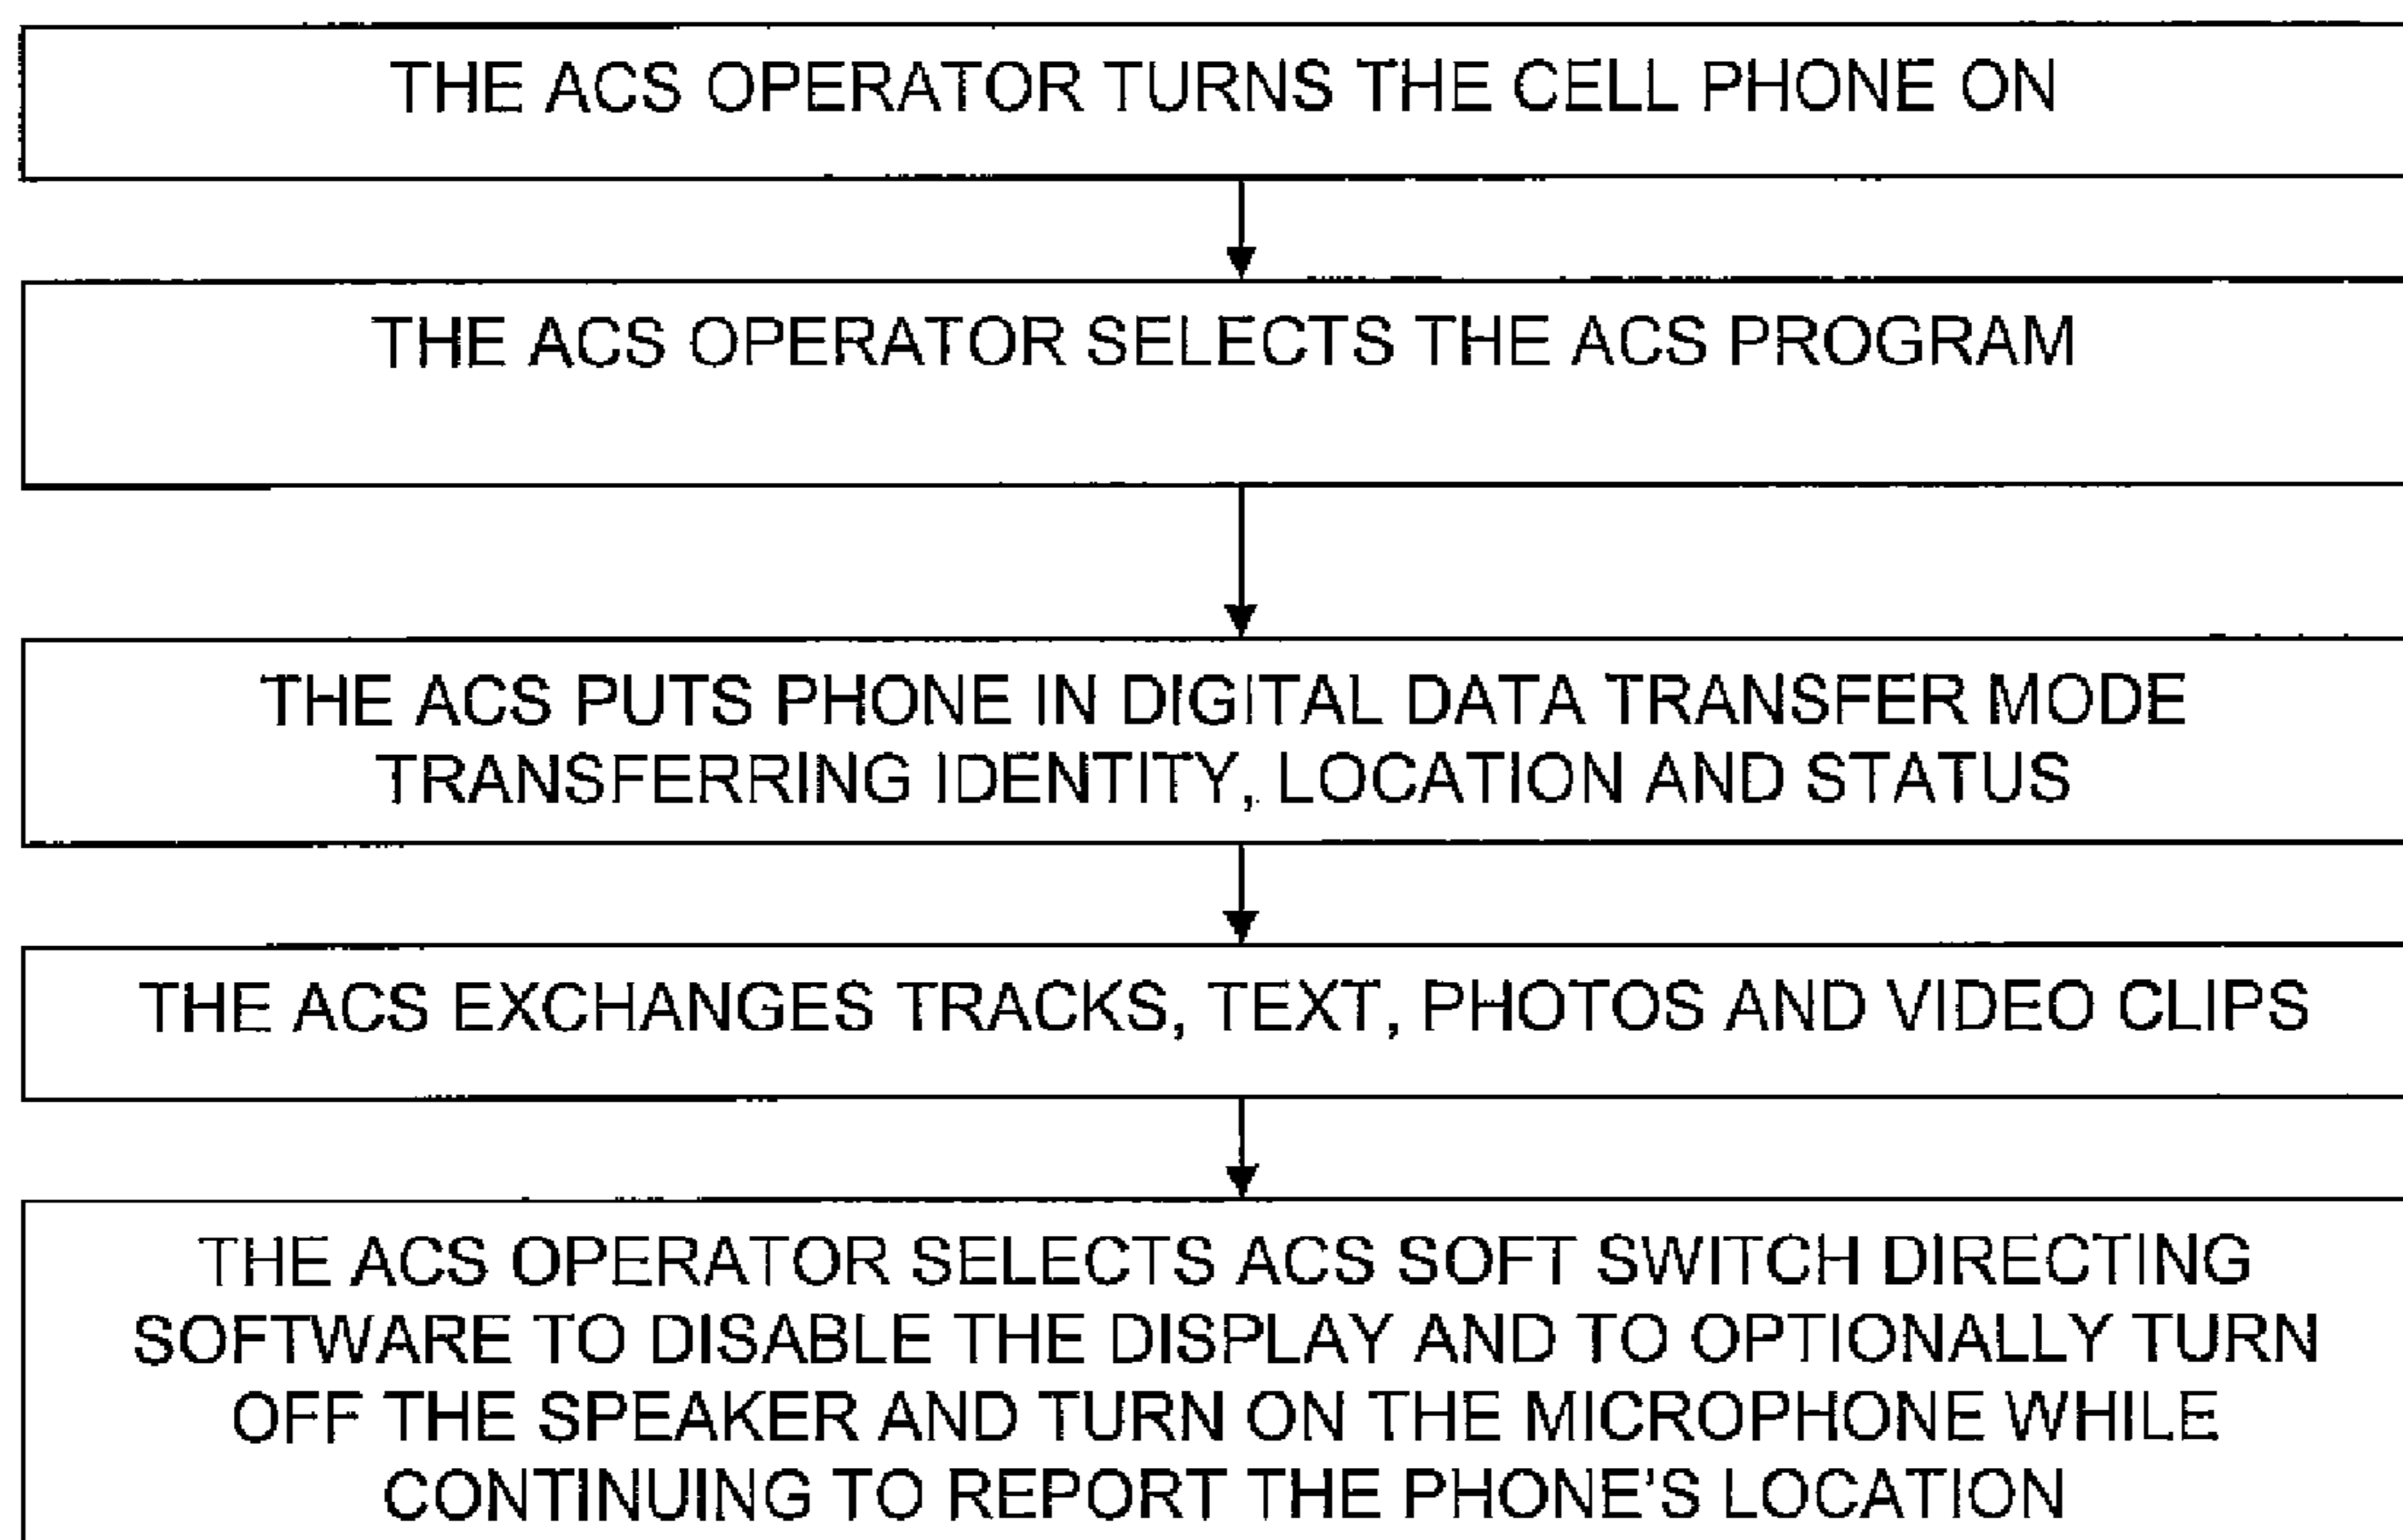 THE ACS OPERATOR TURNS THE CELL PHONE ON
THE ACS OPERATOR SELECTS THE ACS PROGRAM
THE ACS PUTS PHONE IN DIGITAL DATA TRANSFER MODE
TRANSFERRING IDENTITY, LOCATION AND STATUS
THE ACS EXCHANGES TRACKS, TEXT, PHOTOS AND VIDEO CLIPS
THE ACS OPERATOR SELECTS ACS SOFT SWITCH DIRECTING
SOFTWARE TO DISABLE THE DISPLAY AND TO OPTIONALLY TURN
OFF THE SPEAKER AND TURN ON THE MICROPHONE WHILE
CONTINUING TO REPORT THE PHONE'S LOCATION